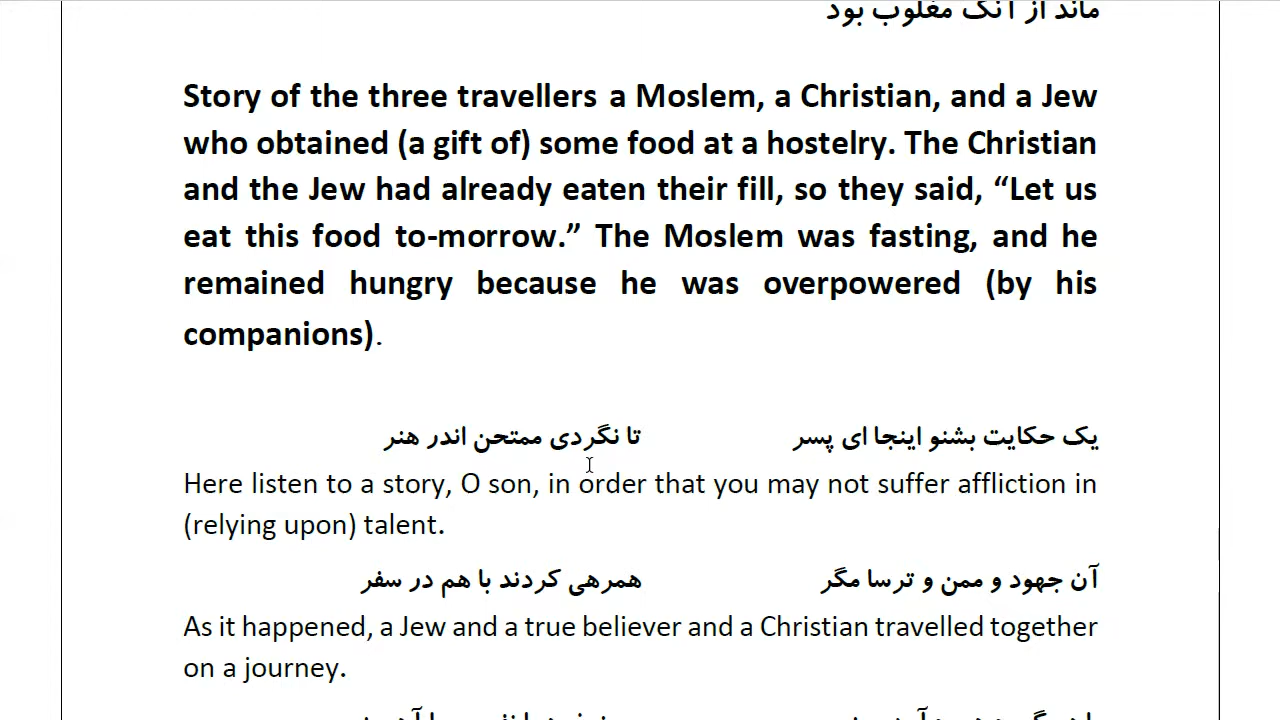 ماند از آنک مغلوب بود
Story of the three travellers a Moslem, a Christian, and a Jew
who obtained (a gift of) some food at a hostelry. The Christian
and the Jew had already eaten their fill, so they said, “Let us
eat this food to-morrow.” The Moslem was fasting, and he
remained hungry because he was overpowered (by his
companions).
یک حکایت بشنو اینجا ای پسر تا نگردی ممتحن اندر هنر
Here listen to a story, O son, in order that you may not suffer affliction in
(relying upon) talent.
آن جهود و ممن و ترسا مگر همرهی کردند با هم در سفر
As it happened, a Jew and a true believer and a Christian travelled together
on a journey.